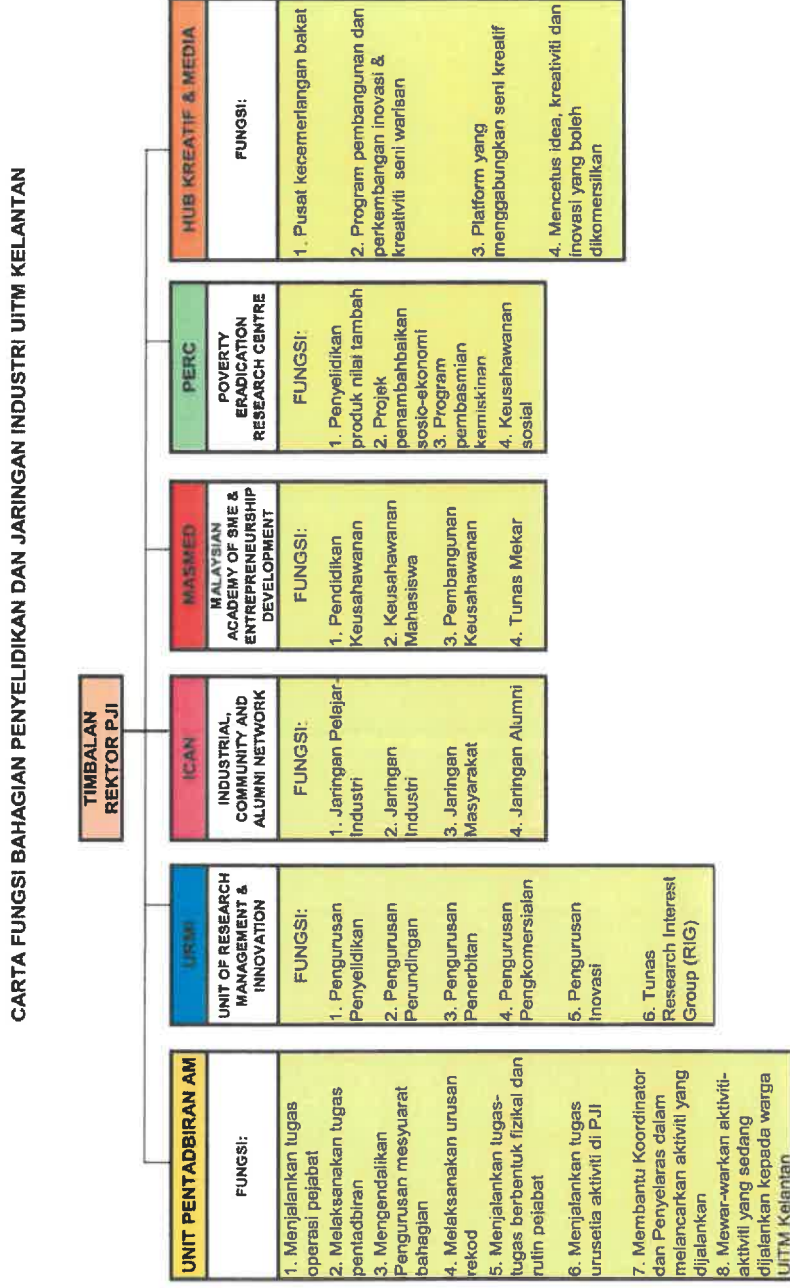 CARTA FUNGSI BAHAGIAN PENYELIDIKAN DAN JARINGAN INDUSTRI UITM KELANTAN
TIMBALAN
REKTOR PJI
UNIT PENTADBIRAN AM
FUNGSI:
1. Menjalankan tugas
operasi pejabat
2. Melaksanakan tugas
pentadbiran
3. Mengendalikan
Pengurusan mesyuarat
bahagian
4. Melaksanakan urusan
rekod
5. Menjalankan tugas-
tugas berbentuk fizikal dan
rutin pejabat
6. Menjalankan tugas
urusetia aktiviti di PJI
7. Membantu Koordinator
dan Penyelaras dalam
melancarkan aktiviti yang
dijalankan
8. Mewar-warkan aktiviti-
aktiviti yang sedang
dijalankan kepada warga
UiTM Kelantan
URMI
UNIT OF RESEARCH
MANAGEMENT &
INNOVATION
FUNGSI:
1. Pengurusan
Penyelidikan
2. Pengurusan
Perundingan
3. Pengurusan
Penerbitan
4. Pengurusan
Pengkomersialan
5. Pengurusan
Inovasi
6. Tunas
Research Interest
Group (RIG)
ICAN
INDUSTRIAL,
COMMUNITY AND
ALUMNI NETWORK
FUNGSI:
1. Jaringan Pelajar-
Industri
2. Jaringan
Industri
3. Jaringan
Masyarakat
4. Jaringan Alumni
MASMED
MALAYSIAN
ACADEMY OF SME &
ENTREPRENEURSHIP
DEVELOPMENT
FUNGSI:
1. Pendidikan
Keusahawanan
2. Keusahawanan
Mahasiswa
3. Pembangunan
Keusahawanan
4. Tunas Mekar
PERC
POVERTY
ERADICATION
RESEARCH CENTRE
FUNGSI:
1. Penyelidikan
produk nilai tambah
2. Projek
penambahbaikan
sosio-ekonomi
3. Program
pembasmian
kemiskinan
4. Keusahawanan
sosial
HUB KREATIF & MEDIA
FUNGSI:
1. Pusat kecemerlangan bakat
2. Program pembangunan dan
perkembangan inovasi &
kreativiti seni warisan
3. Platform yang
menggabungkan seni kreatif
4. Mencetus idea, kreativiti dan
inovasi yang boleh
dikomersilkan